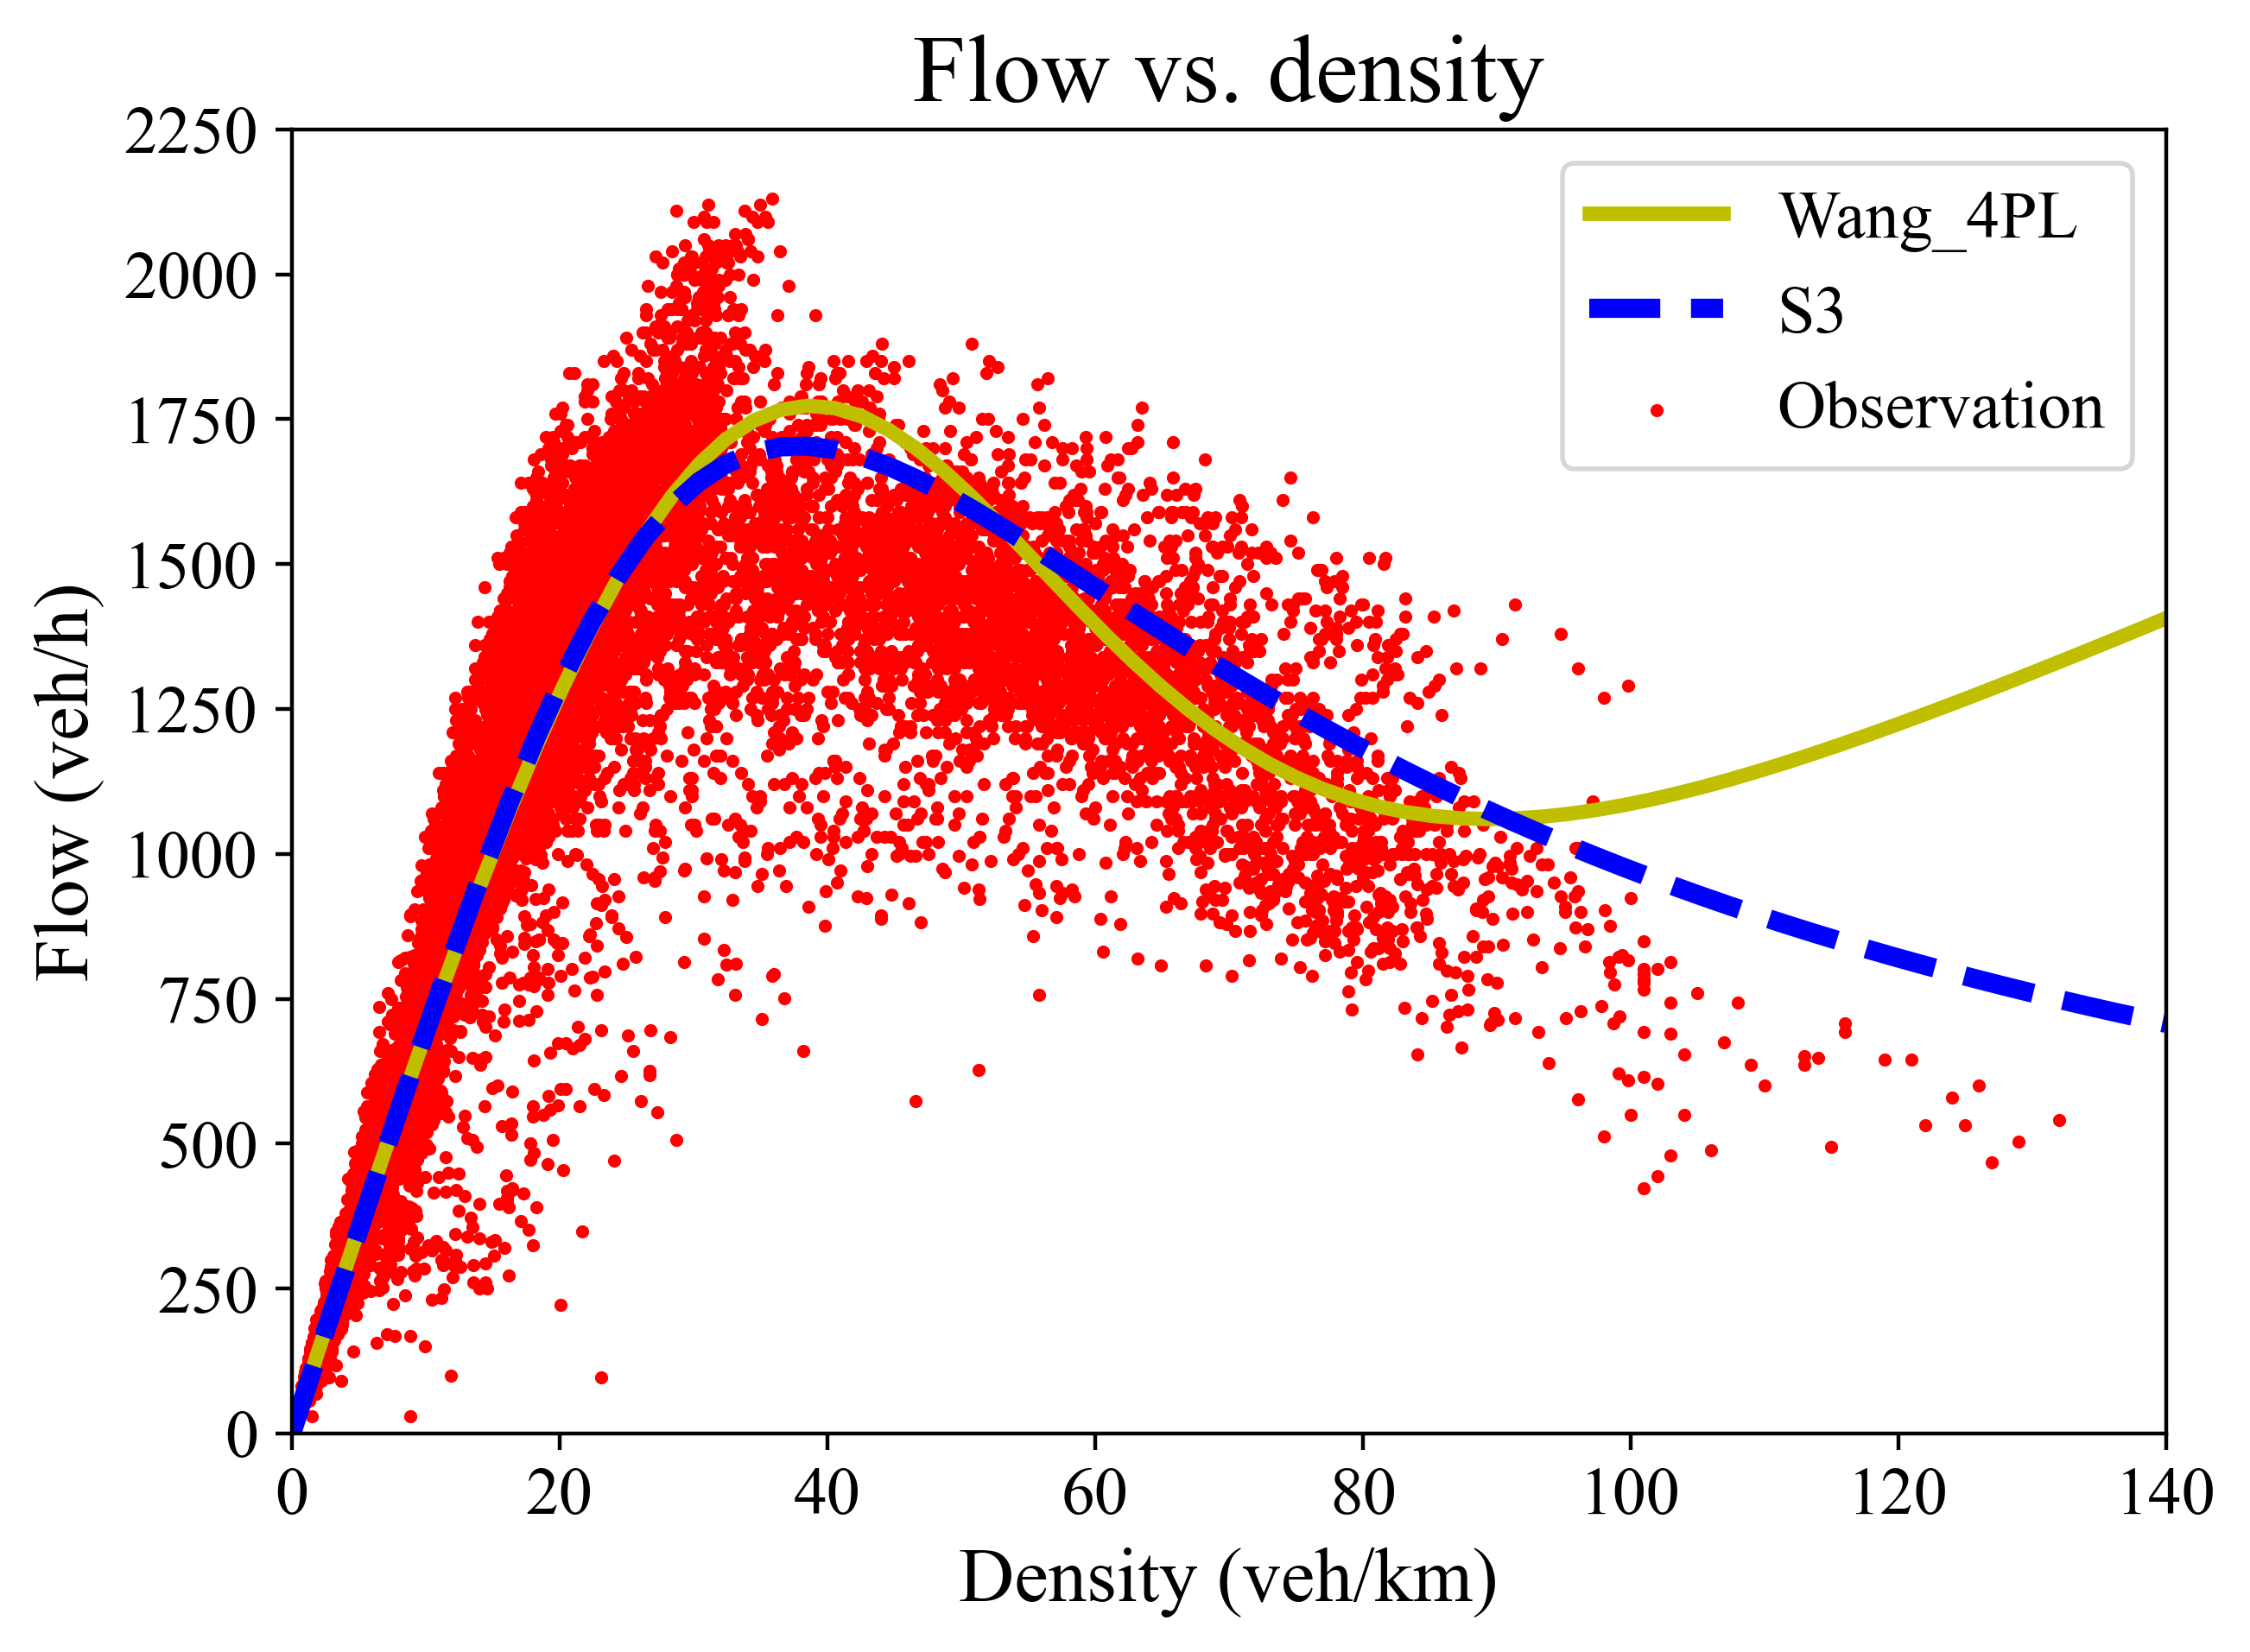 Flow vs. density
2250
2000
1750
1500
1250
1000
750
500
250
0
Flow (veh/h)
Wang_4PL
S3
Observation
0 20 40 60 80 100 120 140
Density (veh/km)